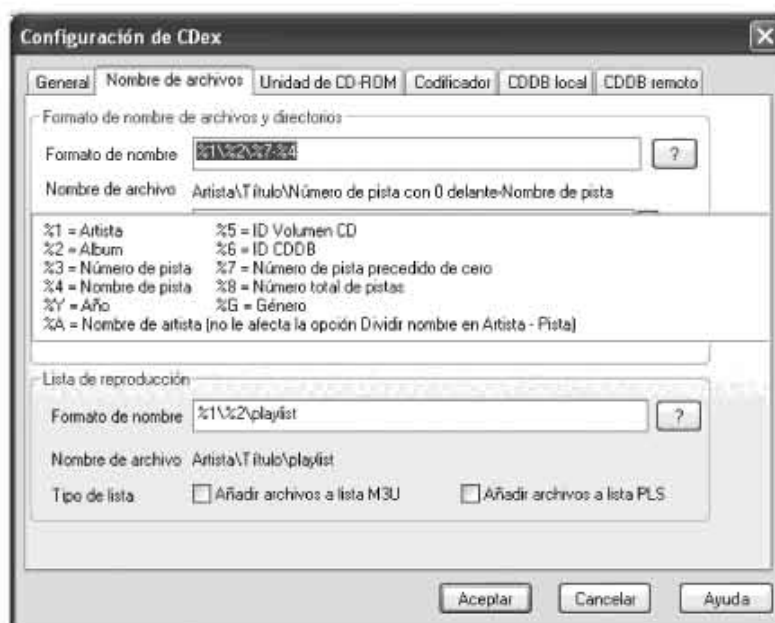 Configuración de CDex
General Nombre de archivos Unidad de CD-ROM Codificador CDDB local CDDB remoto
Formato de nombre de archivos y directorios
Formato de nombre %1\%2\%7-%4 ?
Nombre de archivo Artista\Título\Número de pista con 0 delante-Nombre de pista
%1 = Artista %5 = ID Volumen CD
%2 = Album %6 = ID CDDB
%3 = Número de pista %7 = Número de pista precedido de cero
%4 = Nombre de pista %8 = Número total de pistas
%Y = Año %G = Género
%A = Nombre de artista (no le afecta la opción Dividir nombre en Artista - Pista)
Lista de reproducción
Formato de nombre %1\%2\playlist ?
Nombre de archivo Artista\Título\playlist
Tipo de lista Añadir archivos a lista M3U Añadir archivos a lista PLS
Aceptar Cancelar Ayuda